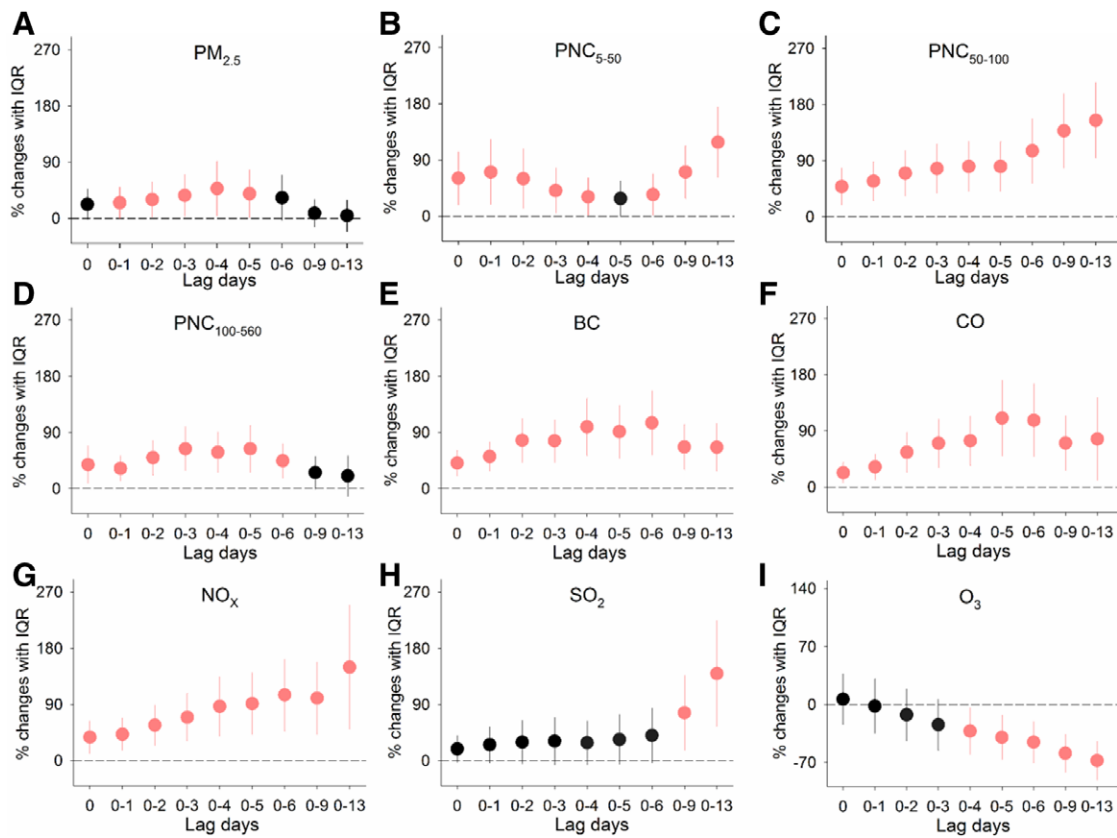 A
PM2.5
% changes with IQR
270
180
90
0
0 0-1 0-2 0-3 0-4 0-5 0-6 0-9 0-13
Lag days
B
PNC5-50
% changes with IQR
270
180
90
0
0 0-1 0-2 0-3 0-4 0-5 0-6 0-9 0-13
Lag days
C
PNC50-100
% changes with IQR
270
180
90
0
0 0-1 0-2 0-3 0-4 0-5 0-6 0-9 0-13
Lag days
D
PNC100-560
% changes with IQR
270
180
90
0
0 0-1 0-2 0-3 0-4 0-5 0-6 0-9 0-13
Lag days
E
BC
% changes with IQR
270
180
90
0
0 0-1 0-2 0-3 0-4 0-5 0-6 0-9 0-13
Lag days
F
CO
% changes with IQR
270
180
90
0
0 0-1 0-2 0-3 0-4 0-5 0-6 0-9 0-13
Lag days
G
NOX
% changes with IQR
270
180
90
0
0 0-1 0-2 0-3 0-4 0-5 0-6 0-9 0-13
Lag days
H
SO2
% changes with IQR
270
180
90
0
0 0-1 0-2 0-3 0-4 0-5 0-6 0-9 0-13
Lag days
I
O3
% changes with IQR
140
70
0
-70
0 0-1 0-2 0-3 0-4 0-5 0-6 0-9 0-13
Lag days